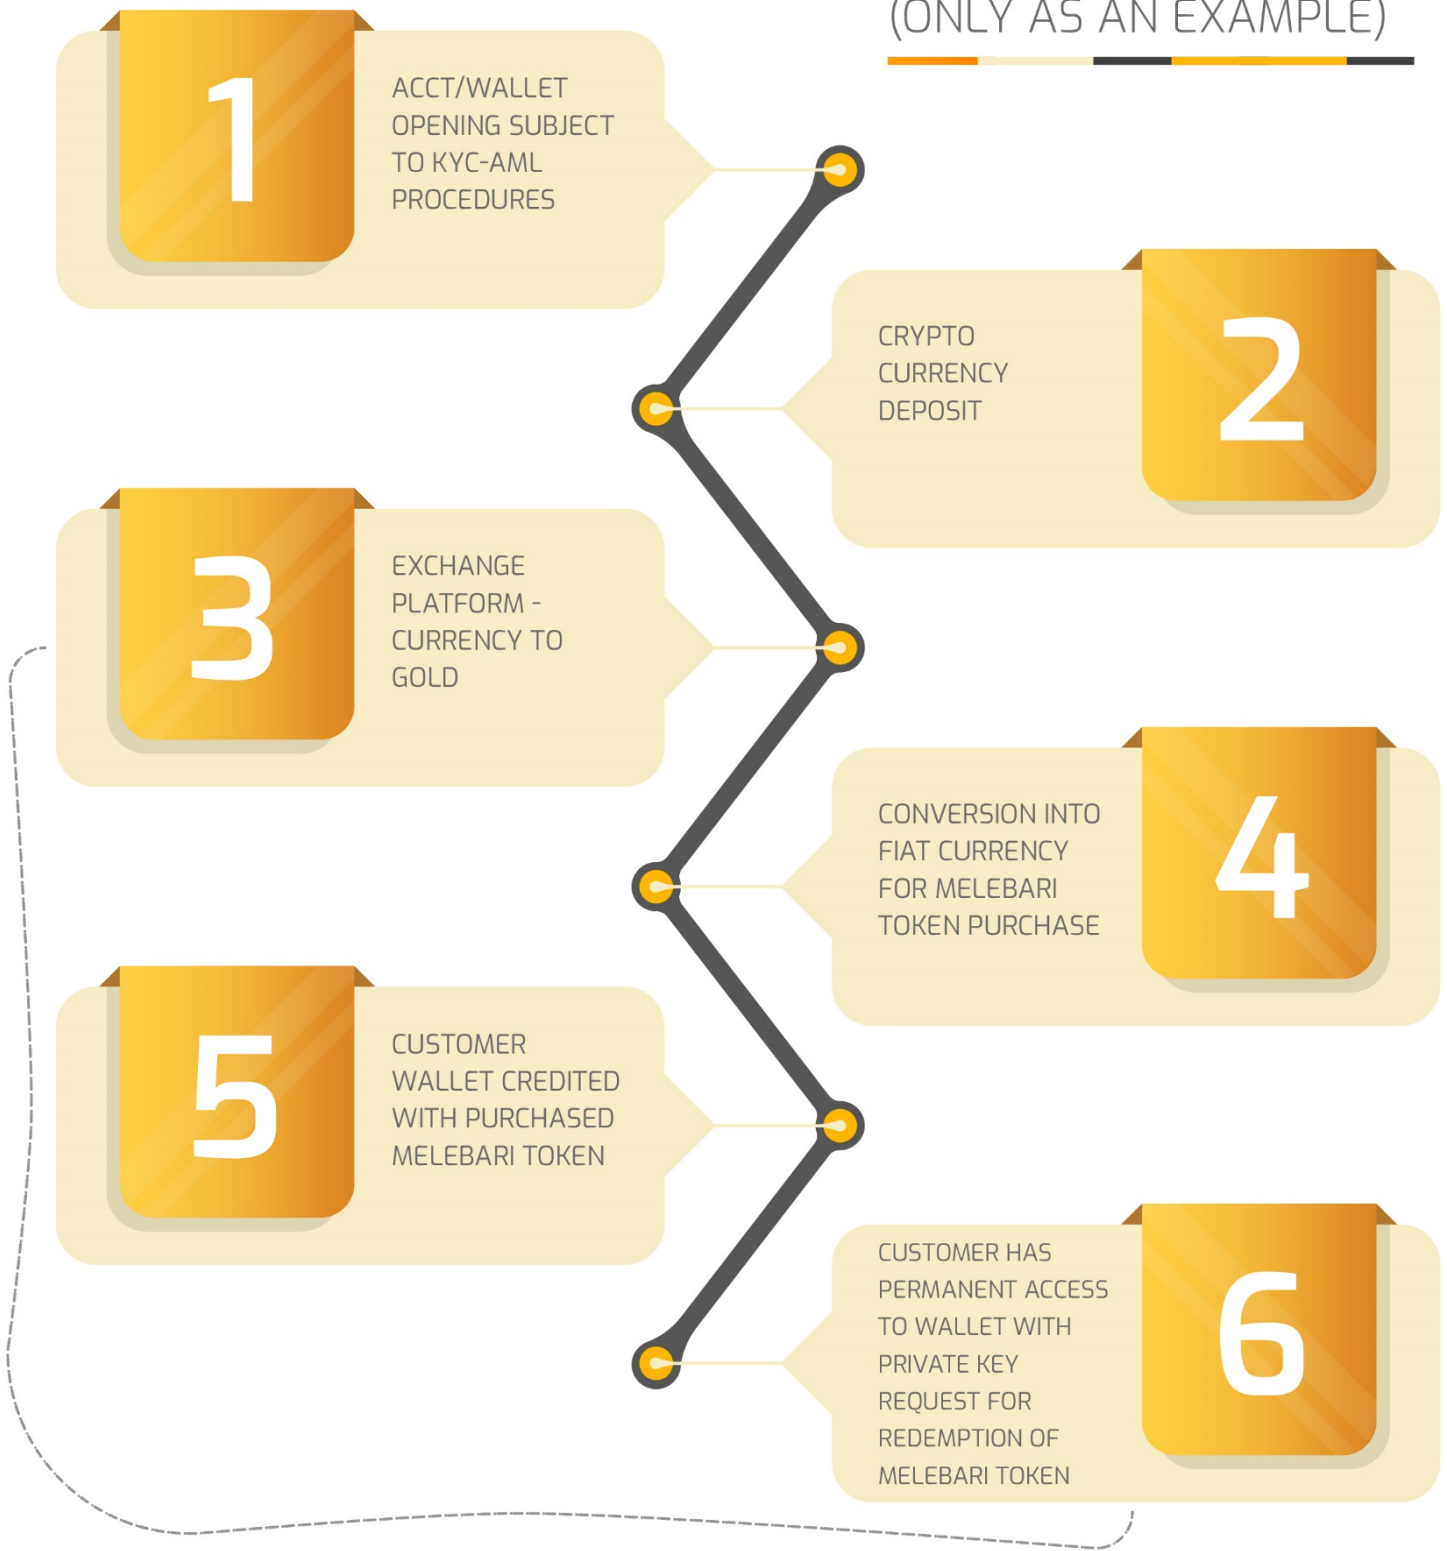 (ONLY AS AN EXAMPLE)
1
ACCT/WALLET
OPENING SUBJECT
TO KYC-AML
PROCEDURES
2
CRYPTO
CURRENCY
DEPOSIT
3
EXCHANGE
PLATFORM -
CURRENCY TO
GOLD
4
CONVERSION INTO
FIAT CURRENCY
FOR MELEBARI
TOKEN PURCHASE
5
CUSTOMER
WALLET CREDITED
WITH PURCHASED
MELEBARI TOKEN
6
CUSTOMER HAS
PERMANENT ACCESS
TO WALLET WITH
PRIVATE KEY
REQUEST FOR
REDEMPTION OF
MELEBARI TOKEN